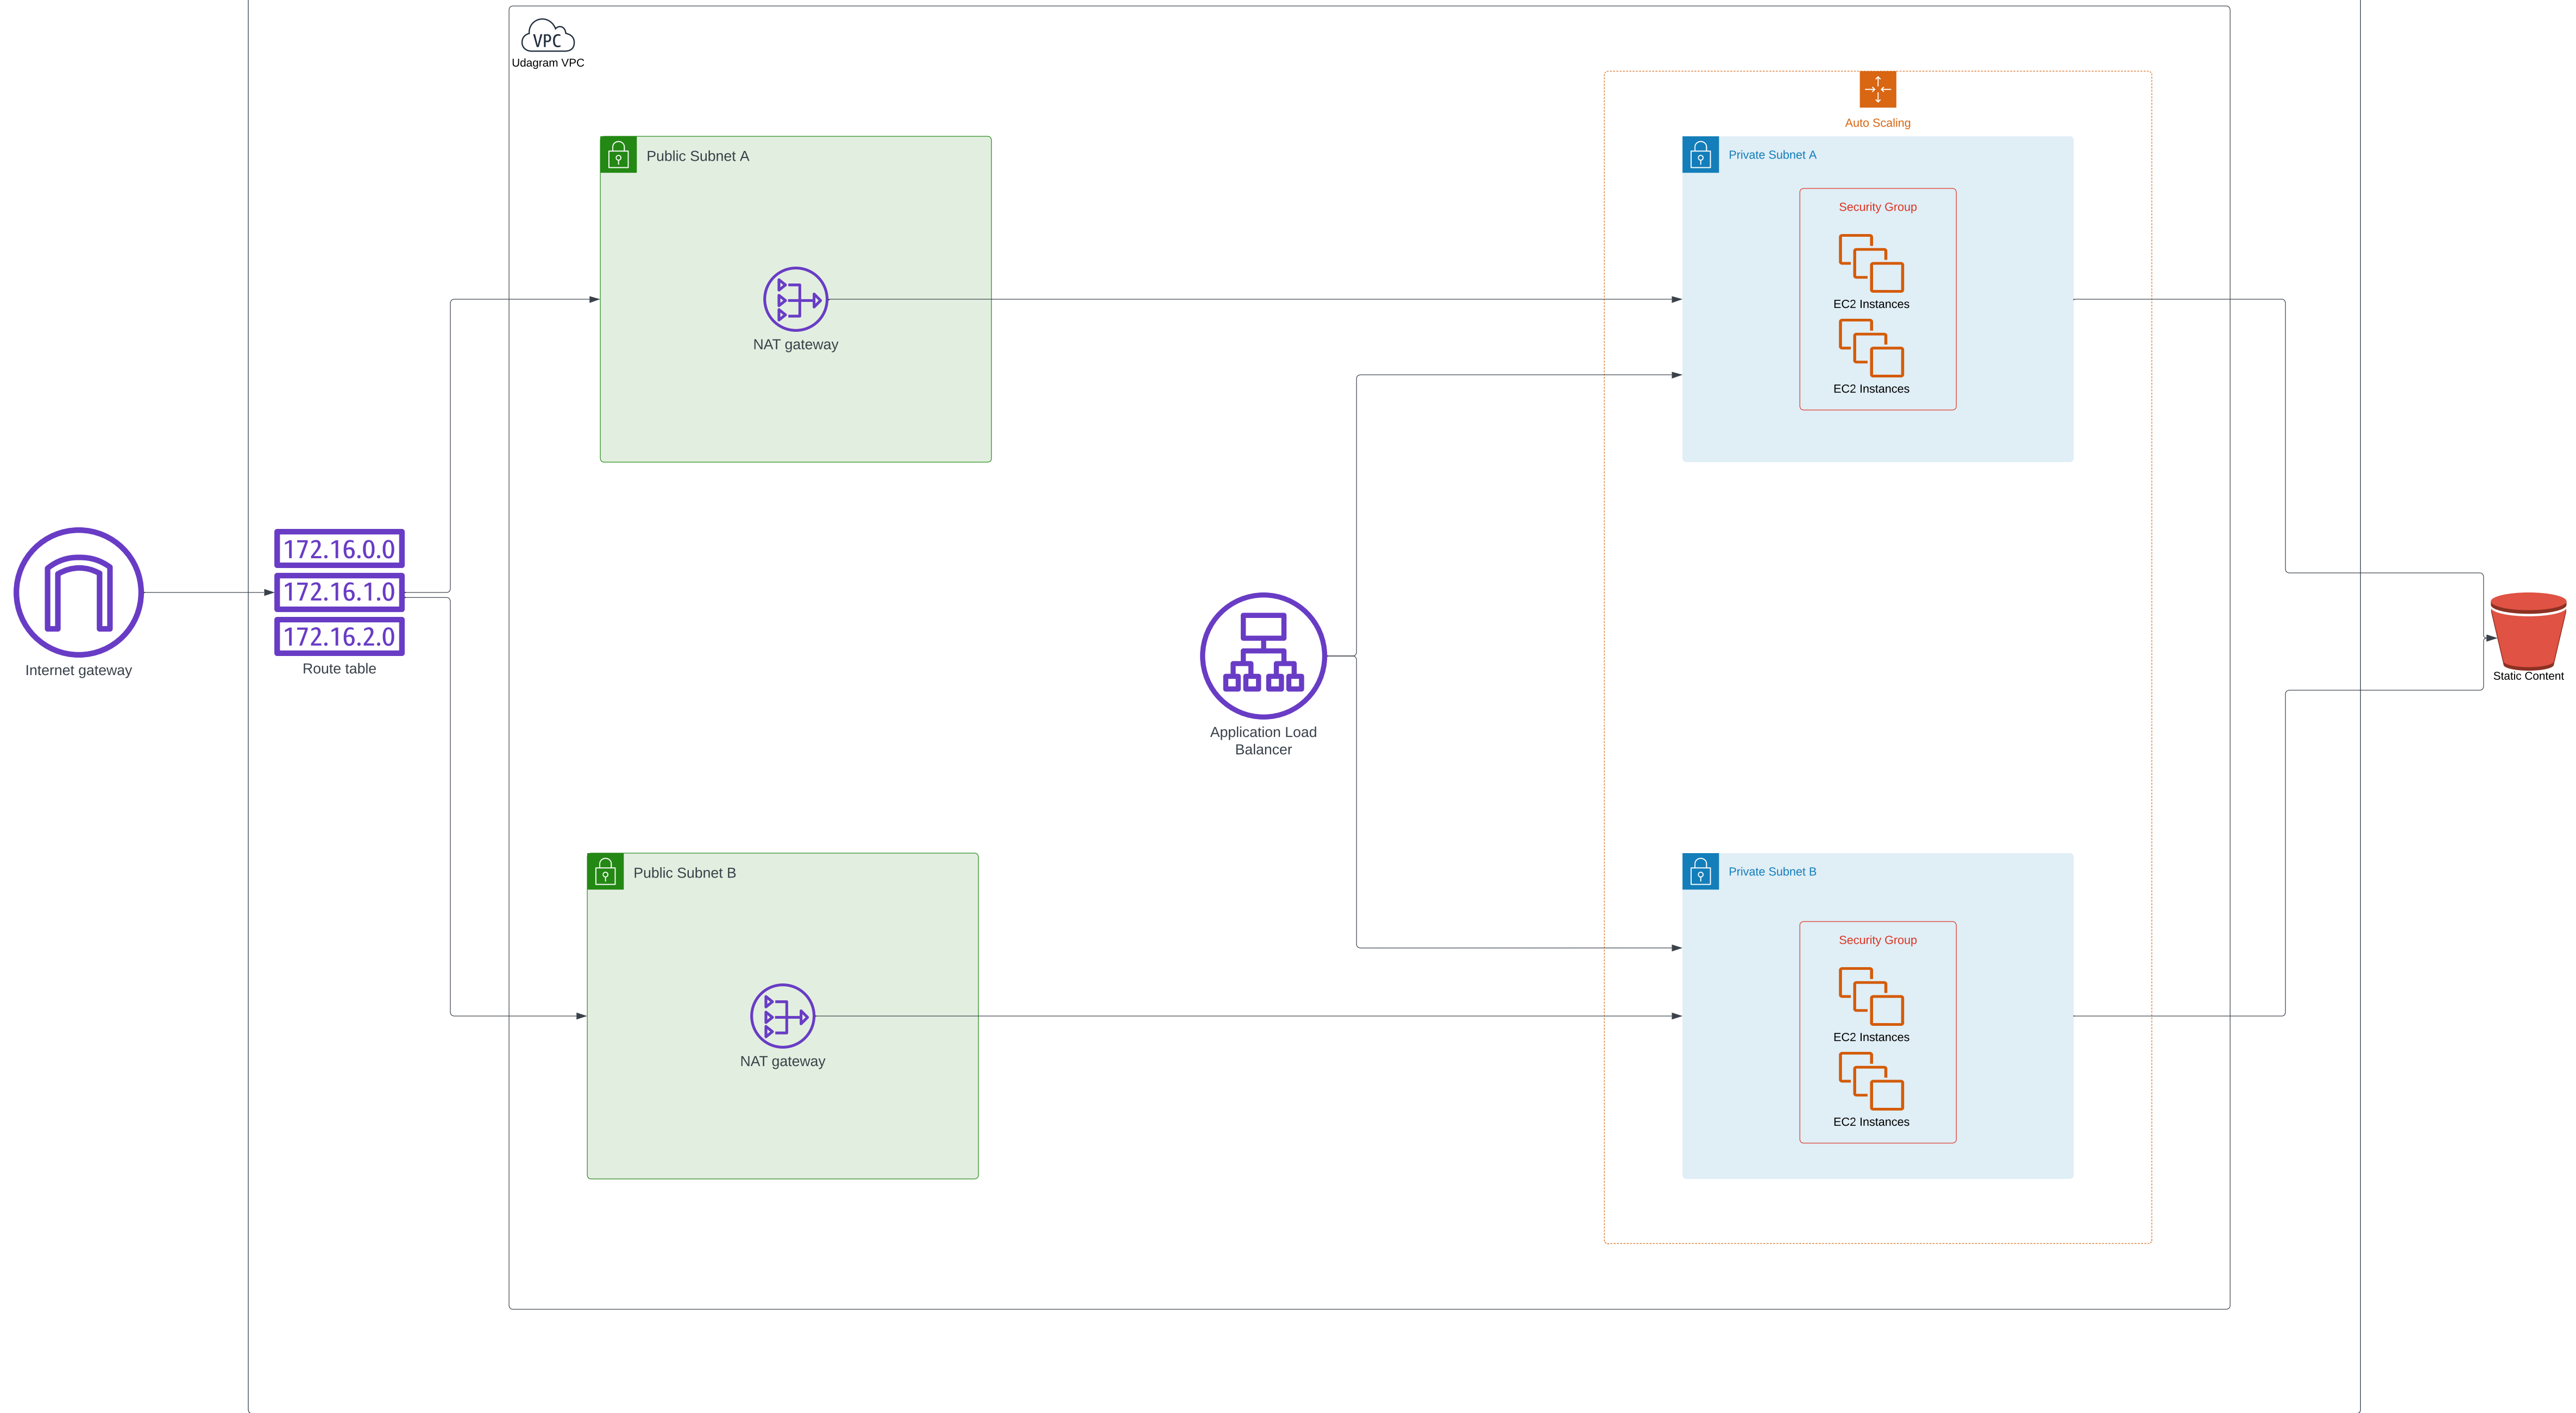 VPC
Udagram VPC
Auto Scaling
Public Subnet A
Private Subnet A
Security Group
EC2 Instances
NAT gateway
EC2 Instances
172.16.0.0
172.16.1.0
172.16.2.0
Internet gateway
Route table
Static Content
Application Load
Balancer
Public Subnet B
Private Subnet B
Security Group
EC2 Instances
NAT gateway
EC2 Instances